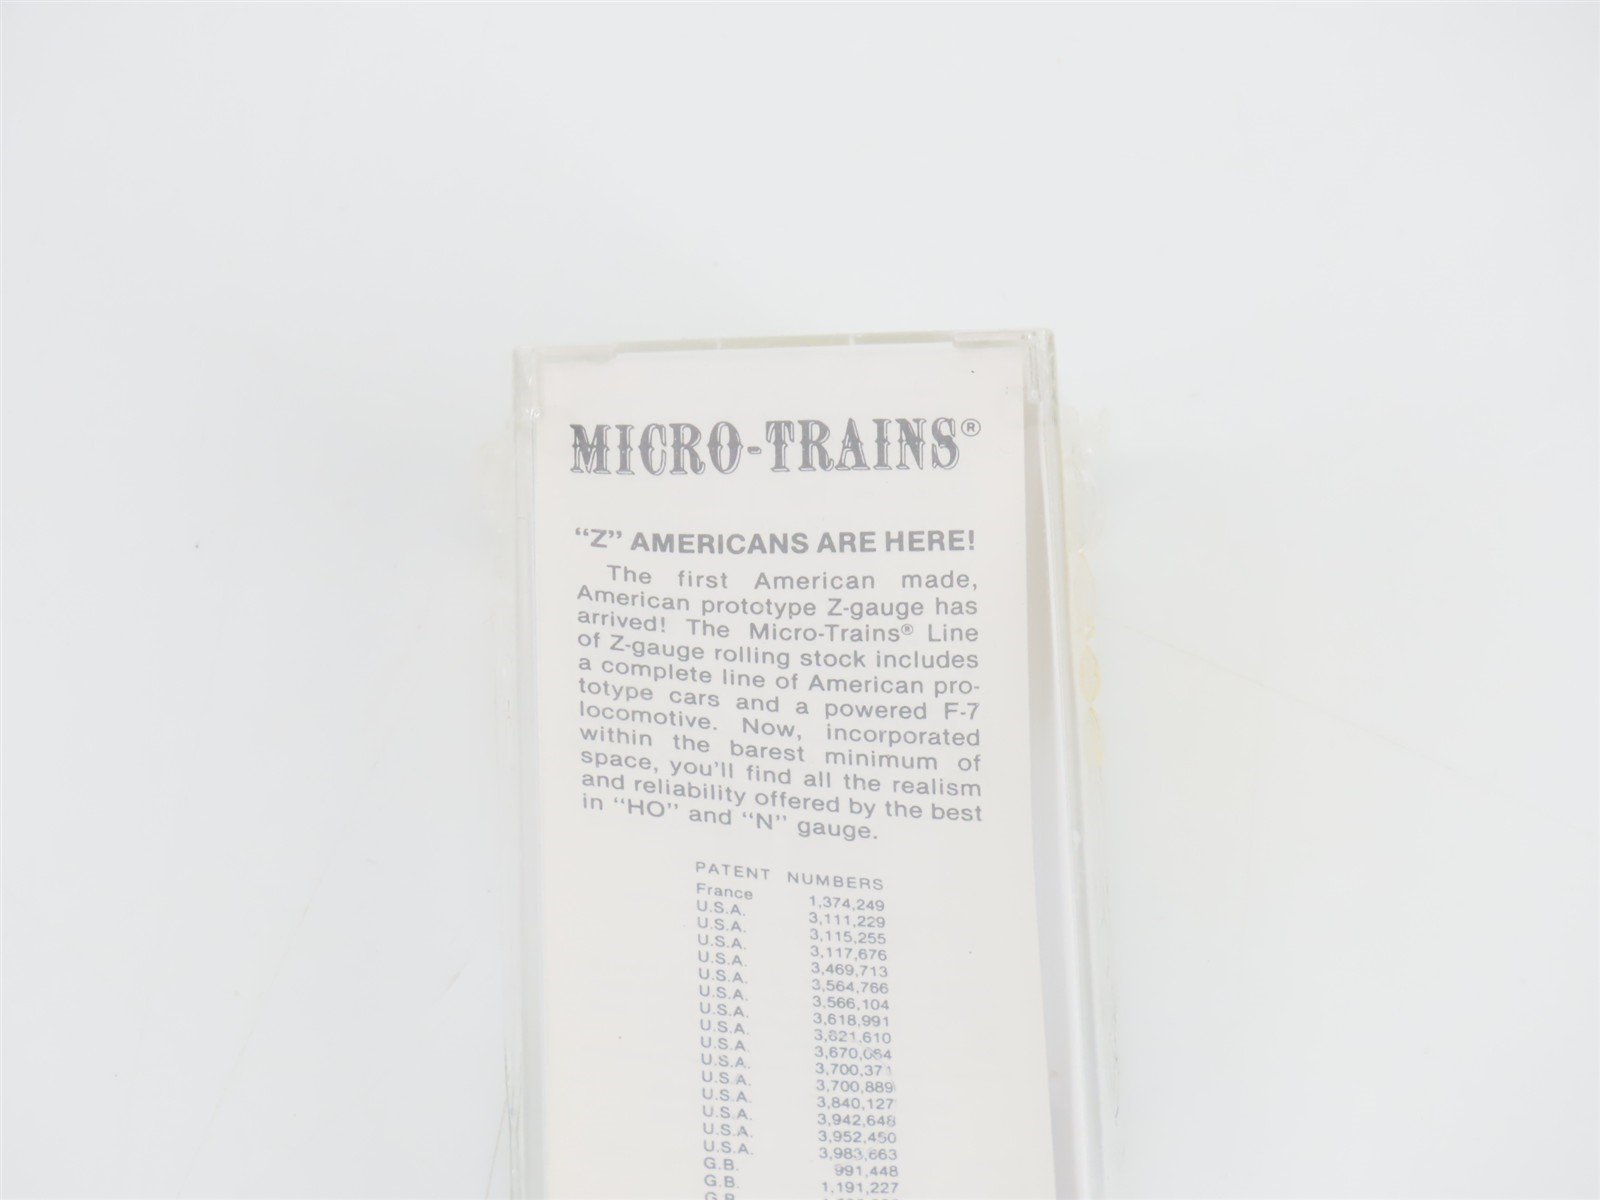 MICRO-TRAINS®
"Z" AMERICANS ARE HERE!
The first American made,
American prototype Z-gauge has
arrived! The Micro-Trains® Line
of Z-gauge rolling stock includes
a complete line of American pro-
totype cars and a powered F-7
locomotive. Now, incorporated
within the barest minimum of
space, you'll find all the realism
and reliability offered by the best
in "HO" and "N" gauge.
PATENT NUMBERS
France 1,374,249
U.S.A. 3,111,229
U.S.A. 3,115,255
U.S.A. 3,117,676
U.S.A. 3,469,713
U.S.A. 3,564,766
U.S.A. 3,566,104
U.S.A. 3,618,991
U.S.A. 3,621,610
U.S.A. 3,670,064
U.S.A. 3,700,371
U.S.A. 3,700,889
U.S.A. 3,840,127
U.S.A. 3,942,648
U.S.A. 3,952,450
U.S.A. 3,983,663
G.B. 991,448
G.B. 1,191,227
G.B.